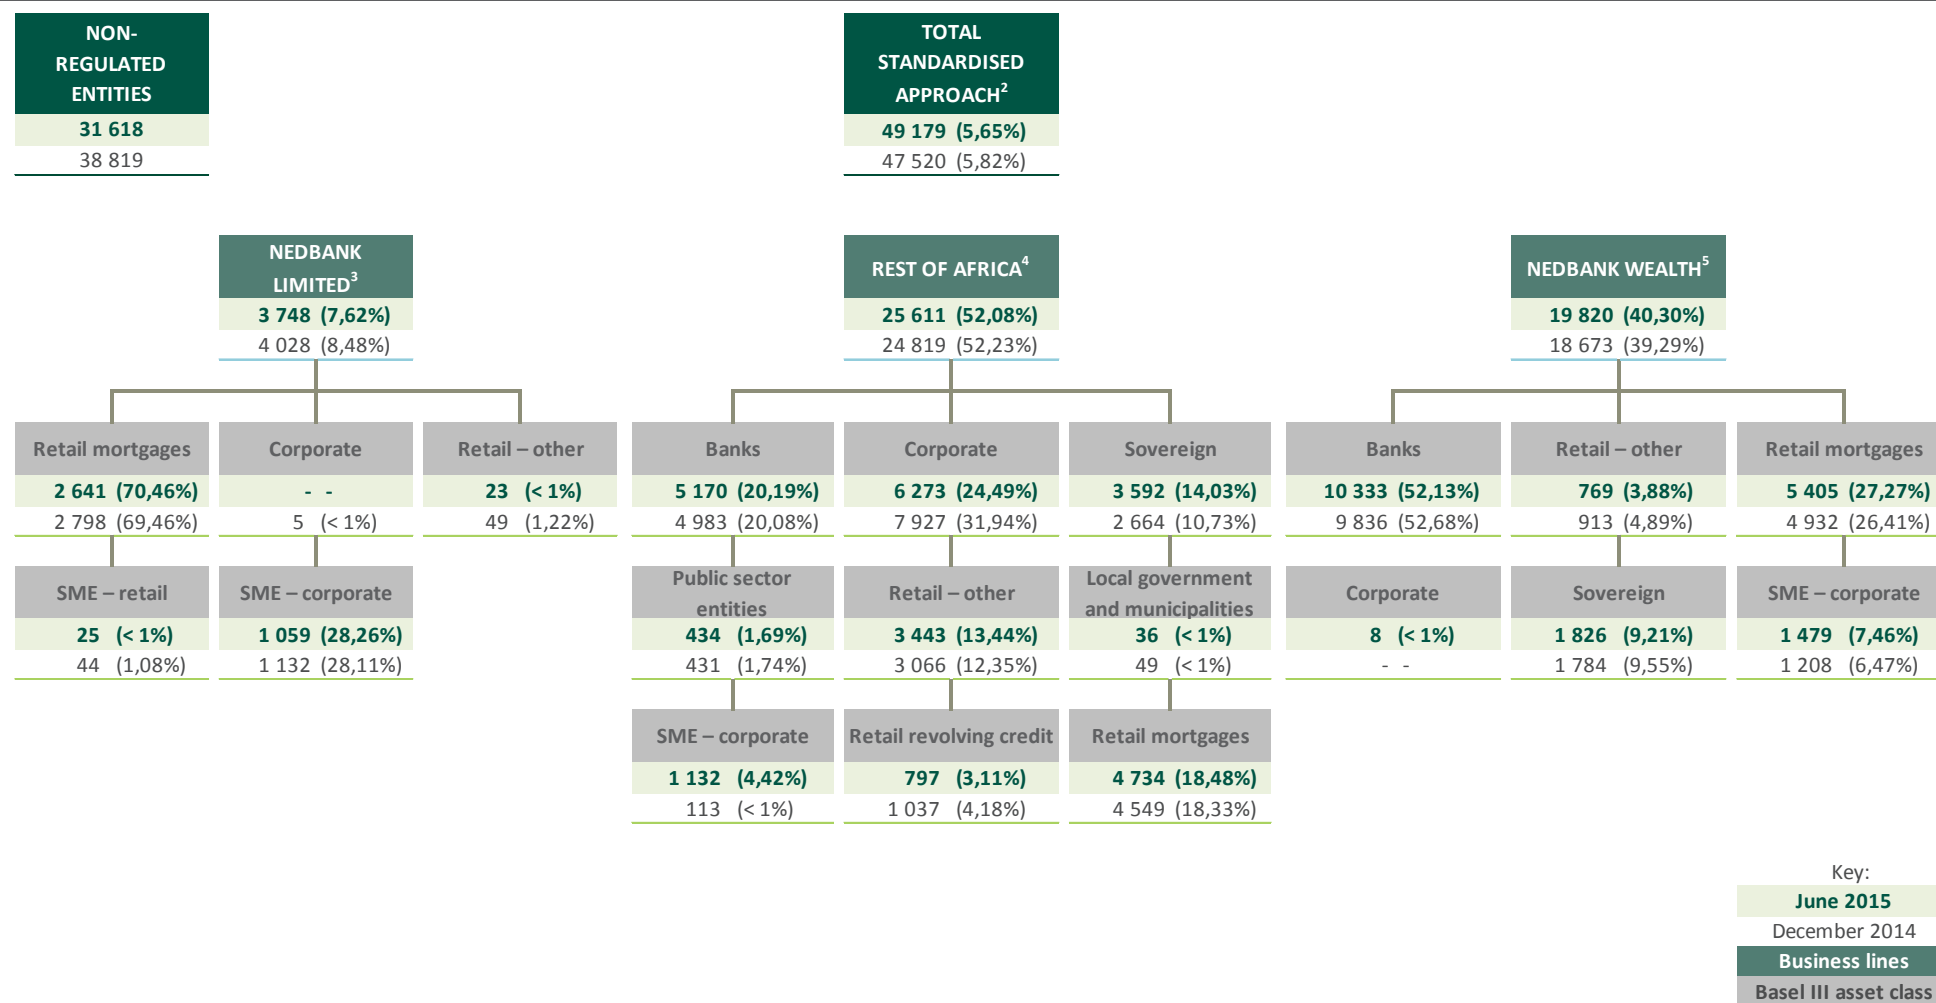 NON-
REGULATED
ENTITIES
31 618
38 819
TOTAL
STANDARDISED
APPROACH2
49 179 (5,65%)
47 520 (5,82%)
NEDBANK
LIMITED3
3 748 (7,62%)
4 028 (8,48%)
REST OF AFRICA4
25 611 (52,08%)
24 819 (52,23%)
NEDBANK WEALTH5
19 820 (40,30%)
18 673 (39,29%)
Retail mortgages
2 641 (70,46%)
2 798 (69,46%)
Corporate
- -
5 (< 1%)
Retail – other
23 (< 1%)
49 (1,22%)
Banks
5 170 (20,19%)
4 983 (20,08%)
Corporate
6 273 (24,49%)
7 927 (31,94%)
Sovereign
3 592 (14,03%)
2 664 (10,73%)
Banks
10 333 (52,13%)
9 836 (52,68%)
Retail – other
769 (3,88%)
913 (4,89%)
Retail mortgages
5 405 (27,27%)
4 932 (26,41%)
SME – retail
25 (< 1%)
44 (1,08%)
SME – corporate
1 059 (28,26%)
1 132 (28,11%)
Public sector
entities
434 (1,69%)
431 (1,74%)
Retail – other
3 443 (13,44%)
3 066 (12,35%)
Local government
and municipalities
36 (< 1%)
49 (< 1%)
Corporate
8 (< 1%)
- -
Sovereign
1 826 (9,21%)
1 784 (9,55%)
SME – corporate
1 479 (7,46%)
1 208 (6,47%)
SME – corporate
1 132 (4,42%)
113 (< 1%)
Retail revolving credit
797 (3,11%)
1 037 (4,18%)
Retail mortgages
4 734 (18,48%)
4 549 (18,33%)
Key:
June 2015
December 2014
Business lines
Basel III asset class